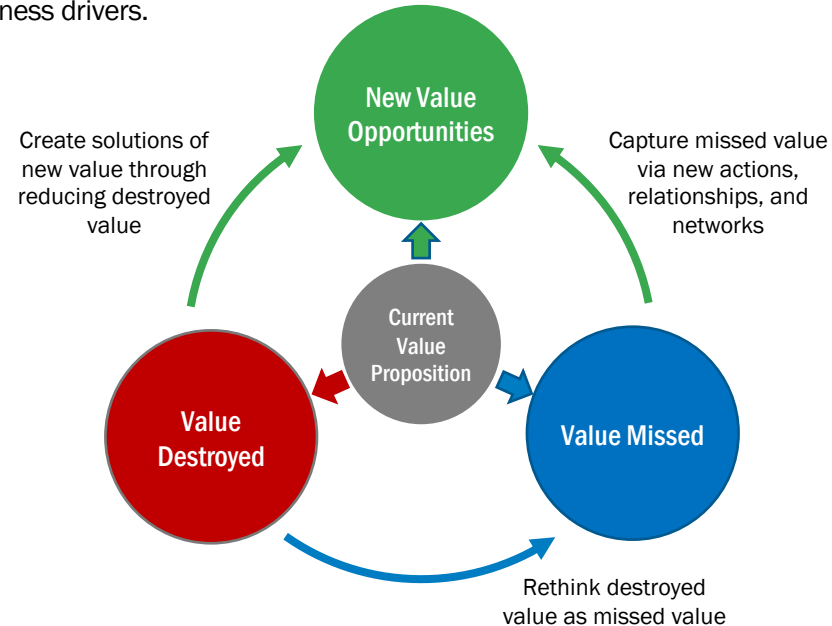 ness drivers.
New Value
Opportunities
Create solutions of
new value through
reducing destroyed
value
Capture missed value
via new actions,
relationships, and
networks
Current
Value
Proposition
Value
Destroyed
Value Missed
Rethink destroyed
value as missed value